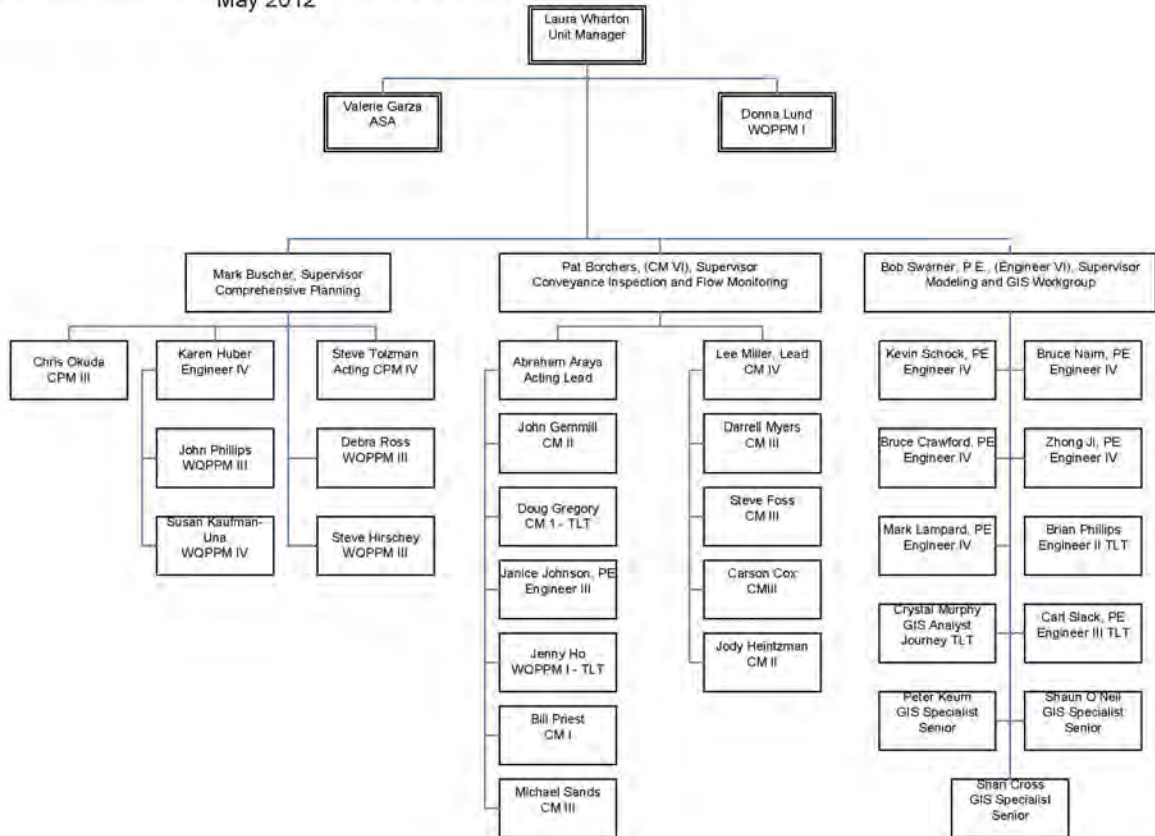 May 2012
Laura Wharton
Unit Manager
Valerie Garza
ASA
Donna Lund
WQPPM I
Mark Buscher, Supervisor
Comprehensive Planning
Pat Borchers, (CM VI), Supervisor
Conveyance Inspection and Flow Monitoring
Bob Swarner, P.E., (Engineer VI), Supervisor
Modeling and GIS Workgroup
Chris Okuda
CPM III
Karen Huber
Engineer IV
John Phillips
WQPPM III
Susan Kaufman-
Una
WQPPM IV
Steve Tolzman
Acting CPM IV
Debra Ross
WQPPM III
Steve Hirschey
WQPPM III
Abraham Araya
Acting Lead
John Gemmill
CM II
Doug Gregory
CM 1 - TLT
Janice Johnson, PE
Engineer III
Jenny Ho
WQPPM I - TLT
Bill Priest
CM I
Michael Sands
CM III
Lee Miller, Lead
CM IV
Darrell Myers
CM III
Steve Foss
CM III
Carson Cox
CMIII
Jody Heintzman
CM II
Kevin Schock, PE
Engineer IV
Bruce Crawford, PE
Engineer IV
Mark Lampard, PE
Engineer IV
Crystal Murphy
GIS Analyst
Journey TLT
Peter Keum
GIS Specialist
Senior
Bruce Nairn, PE
Engineer IV
Zhong Ji, PE
Engineer IV
Brian Phillips
Engineer II TLT
Carl Slack, PE
Engineer III TLT
Shaun O'Neil
GIS Specialist
Senior
Shari Cross
GIS Specialist
Senior